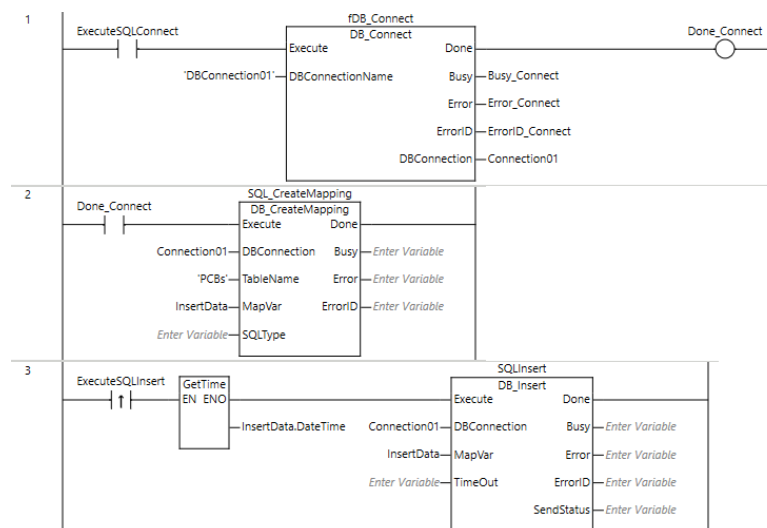 1
fDB_Connect
ExecuteSQLConnect DB_Connect Done_Connect
Execute Done
'DBConnection01' DBConnectionName Busy Busy_Connect
Error Error_Connect
ErrorID ErrorID_Connect
DBConnection Connection01
2 SQL_CreateMapping
Done_Connect DB_CreateMapping
Execute Done
Connection01 DBConnection Busy Enter Variable
'PCBs' TableName Error Enter Variable
InsertData MapVar ErrorID Enter Variable
Enter Variable SQLType
3 SQLInsert
ExecuteSQLInsert GetTime DB_Insert
EN ENO Execute Done
InsertData.DateTime Connection01 DBConnection Busy Enter Variable
InsertData MapVar Error Enter Variable
Enter Variable TimeOut ErrorID Enter Variable
SendStatus Enter Variable